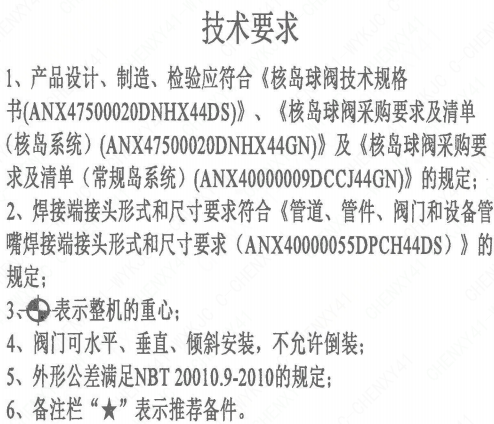 技术要求
1、产品设计、制造、检验应符合《核岛球阀技术规格
书(ANX47500020DNHX44DS)》、《核岛球阀采购要求及清单
（核岛系统）(ANX47500020DNHX44GN)》及《核岛球阀采购要
求及清单（常规岛系统）(ANX40000009DCCJ44GN)》的规定；
2、焊接端接头形式和尺寸要求符合《管道、管件、阀门和设备管
嘴焊接端接头形式和尺寸要求（ANX40000055DPCH44DS）》的
规定；
3、表示整机的重心；
4、阀门可水平、垂直、倾斜安装，不允许倒装；
5、外形公差满足NBT 20010.9-2010的规定；
6、备注栏“★”表示推荐备件。